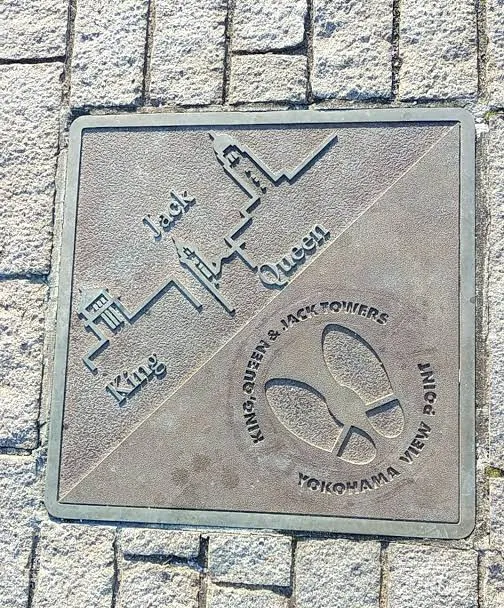 Jack
Queen
King
KING, QUEEN & JACK TOWERS
YOKOHAMA VIEW POINT